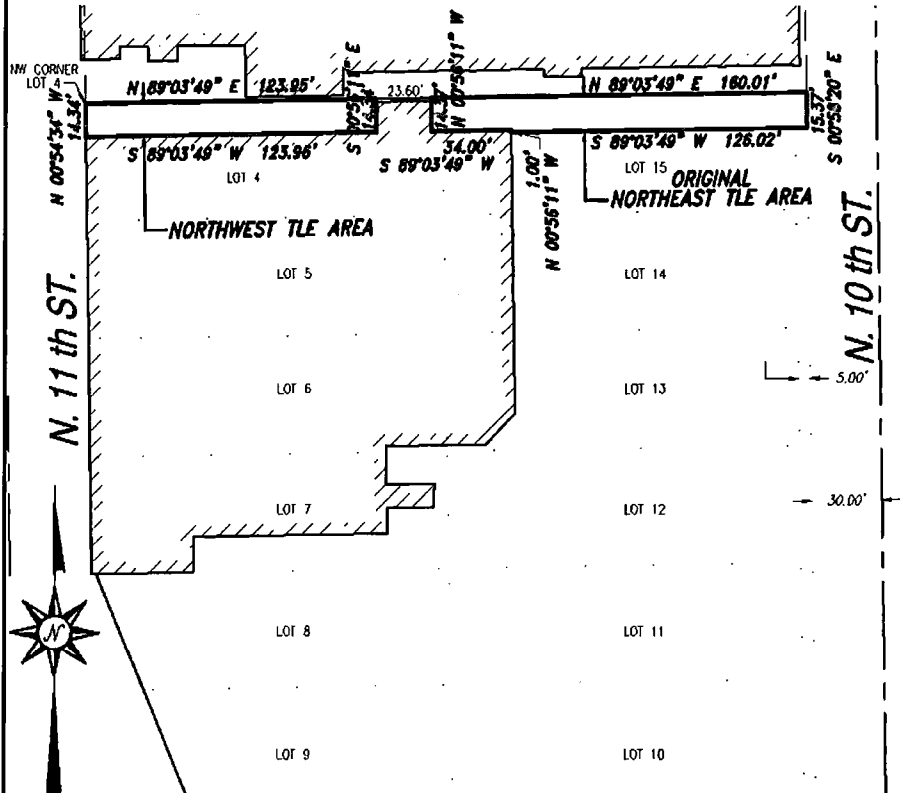 NW CORNER
LOT 4
N 00°54'34" W
14.34'
N 89°03'49" E 123.95'
14.34'
23.60'
N 00°56'11" W
N 89°03'49" E 160.01'
15.37'
S 00°53'20" E
S 89°03'49" W 123.96'
34.00'
S 89°03'49" W
1.00'
N 00°56'11" W
S 89°03'49" W 126.02'
LOT 4
LOT 15
ORIGINAL
NORTHEAST TLE AREA
NORTHWEST TLE AREA
LOT 5
LOT 14
N. 11th ST.
N. 10th ST.
LOT 6
LOT 13
5.00'
LOT 7
LOT 12
30.00'
N
LOT 8
LOT 11
LOT 9
LOT 10